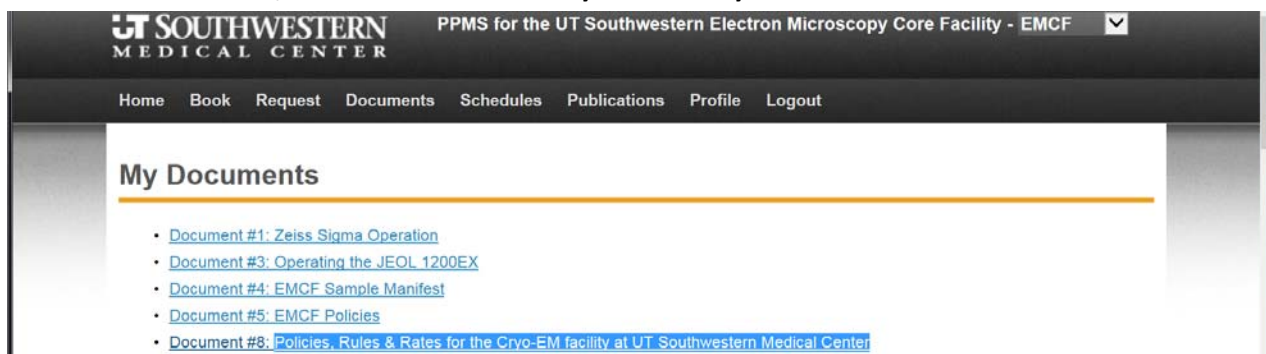 UT SOUTHWESTERN
MEDICAL CENTER
PPMS for the UT Southwestern Electron Microscopy Core Facility - EMCF
Home Book Request Documents Schedules Publications Profile Logout
My Documents
• Document #1: Zeiss Sigma Operation
• Document #3: Operating the JEOL 1200EX
• Document #4: EMCF Sample Manifest
• Document #5: EMCF Policies
• Document #8: Policies, Rules & Rates for the Cryo-EM facility at UT Southwestern Medical Center